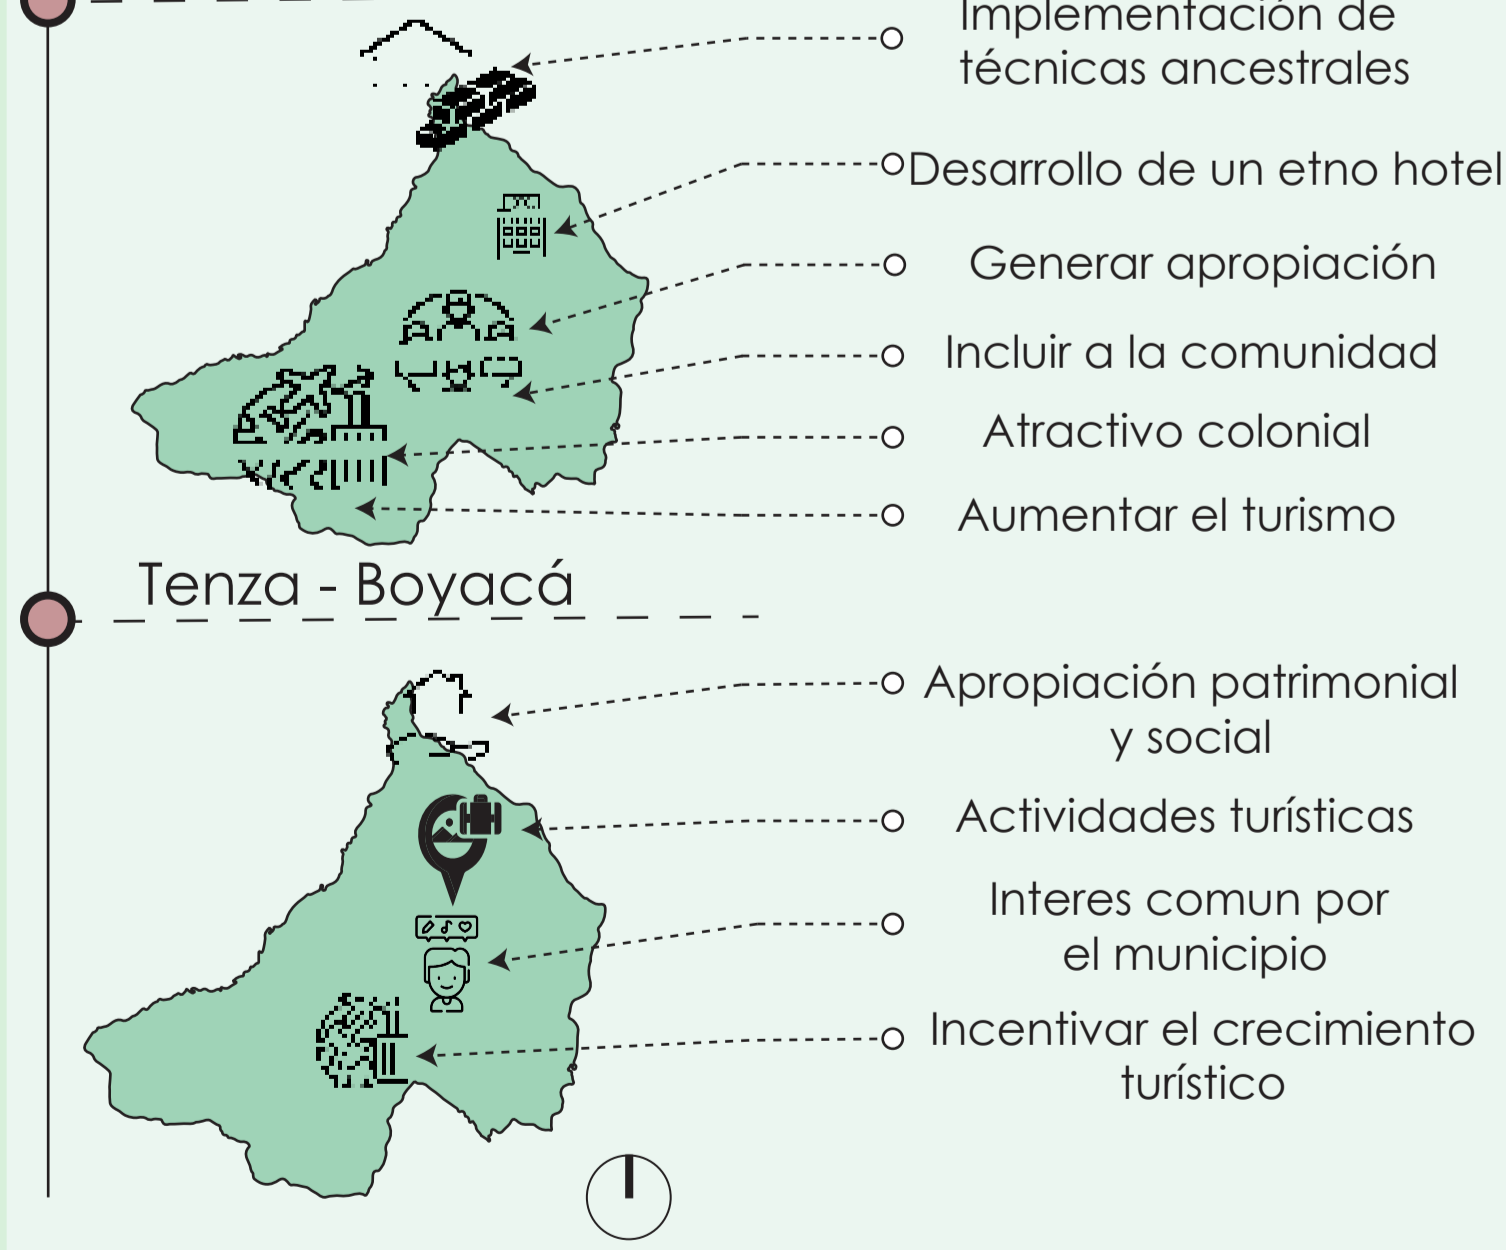 Implementación de
técnicas ancestrales
Desarrollo de un etno hotel
Generar apropiación
Incluir a la comunidad
Atractivo colonial
Aumentar el turismo
Tenza - Boyacá
Apropiación patrimonial
y social
Actividades turísticas
Interes comun por
el municipio
Incentivar el crecimiento
turístico